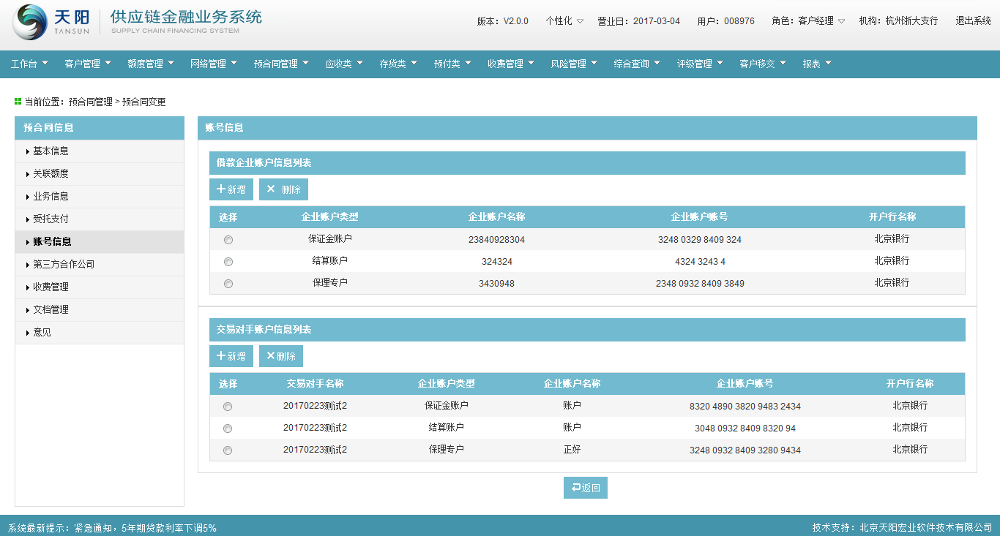 天阳 供应链金融业务系统
TANSUN SUPPLY CHAIN FINANCING SYSTEM
版本：V2.0.0 个性化 营业日：2017-03-04 用户：008976 角色：客户经理 机构：杭州浙大支行 退出系统
工作台 客户管理 额度管理 网络管理 预合同管理 应收类 存货类 预付类 收费管理 风险管理 综合查询 评级管理 客户移交 报表
当前位置：预合同管理 > 预合同变更
预合同信息
基本信息
关联额度
业务信息
受托支付
账号信息
第三方合作公司
收费管理
文档管理
意见
账号信息
借款企业账户信息列表
新增 删除
选择 企业账户类型 企业账户名称 企业账户账号 开户行名称
保证金账户 23840928304 3248 0329 8409 324 北京银行
结算账户 324324 4324 3243 4 北京银行
保理专户 3430948 2348 0932 8409 3849 北京银行
交易对手账户信息列表
新增 删除
选择 交易对手名称 企业账户类型 企业账户名称 企业账户账号 开户行名称
20170223测试2 保证金账户 账户 8320 4890 3820 9483 2434 北京银行
20170223测试2 结算账户 账户 3048 0932 8409 8320 94 北京银行
20170223测试2 保理专户 正好 3248 0932 8409 3280 9434 北京银行
返回
系统最新提示：紧急通知，5年期贷款利率下调5% 技术支持：北京天阳宏业软件技术有限公司